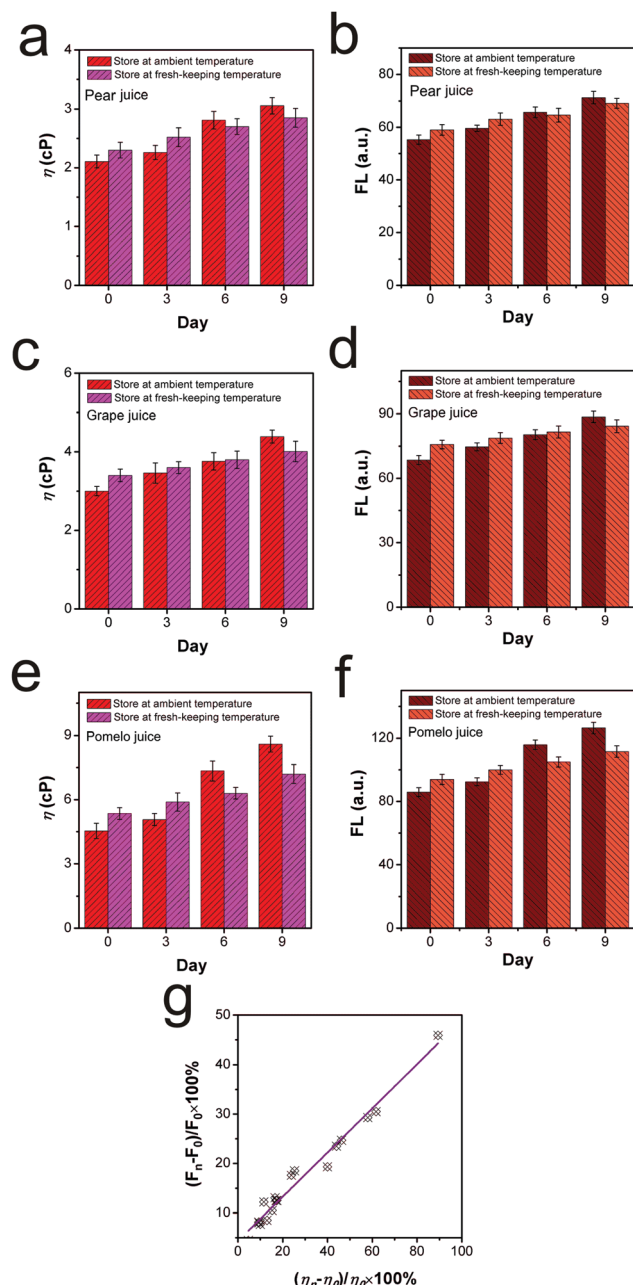 a
4
Store at ambient temperature
Store at fresh-keeping temperature
3
Pear juice
2
1
0
η (cP)
0 3 6 9
Day
b
Store at ambient temperature
Store at fresh-keeping temperature
80
Pear juice
60
40
20
0
FL (a.u.)
0 3 6 9
Day
c
6
Store at ambient temperature
Store at fresh-keeping temperature
Grape juice
4
2
0
η (cP)
0 3 6 9
Day
d
Store at ambient temperature
Store at fresh-keeping temperature
Grape juice
90
60
30
0
FL (a.u.)
0 3 6 9
Day
e
Store at ambient temperature
Store at fresh-keeping temperature
9
Pomelo juice
6
3
0
η (cP)
0 3 6 9
Day
f
Store at ambient temperature
Store at fresh-keeping temperature
120
Pomelo juice
80
40
0
FL (a.u.)
0 3 6 9
Day
g
50
40
30
20
10
(Fn-F0)/F0×100%
0 20 40 60 80 100
(ηn-η0)/η0×100%